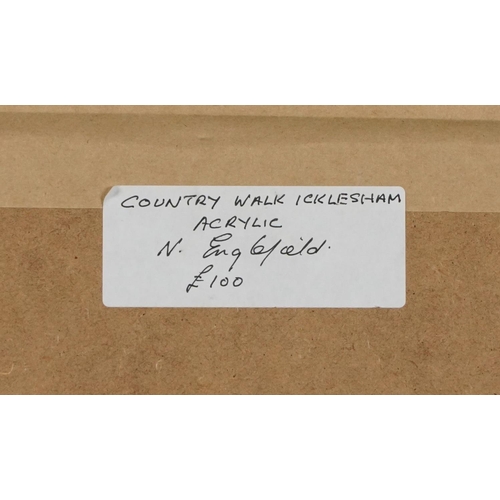 COUNTRY WALK ICKLESHAM
ACRYLIC
N. Englefield.
£100